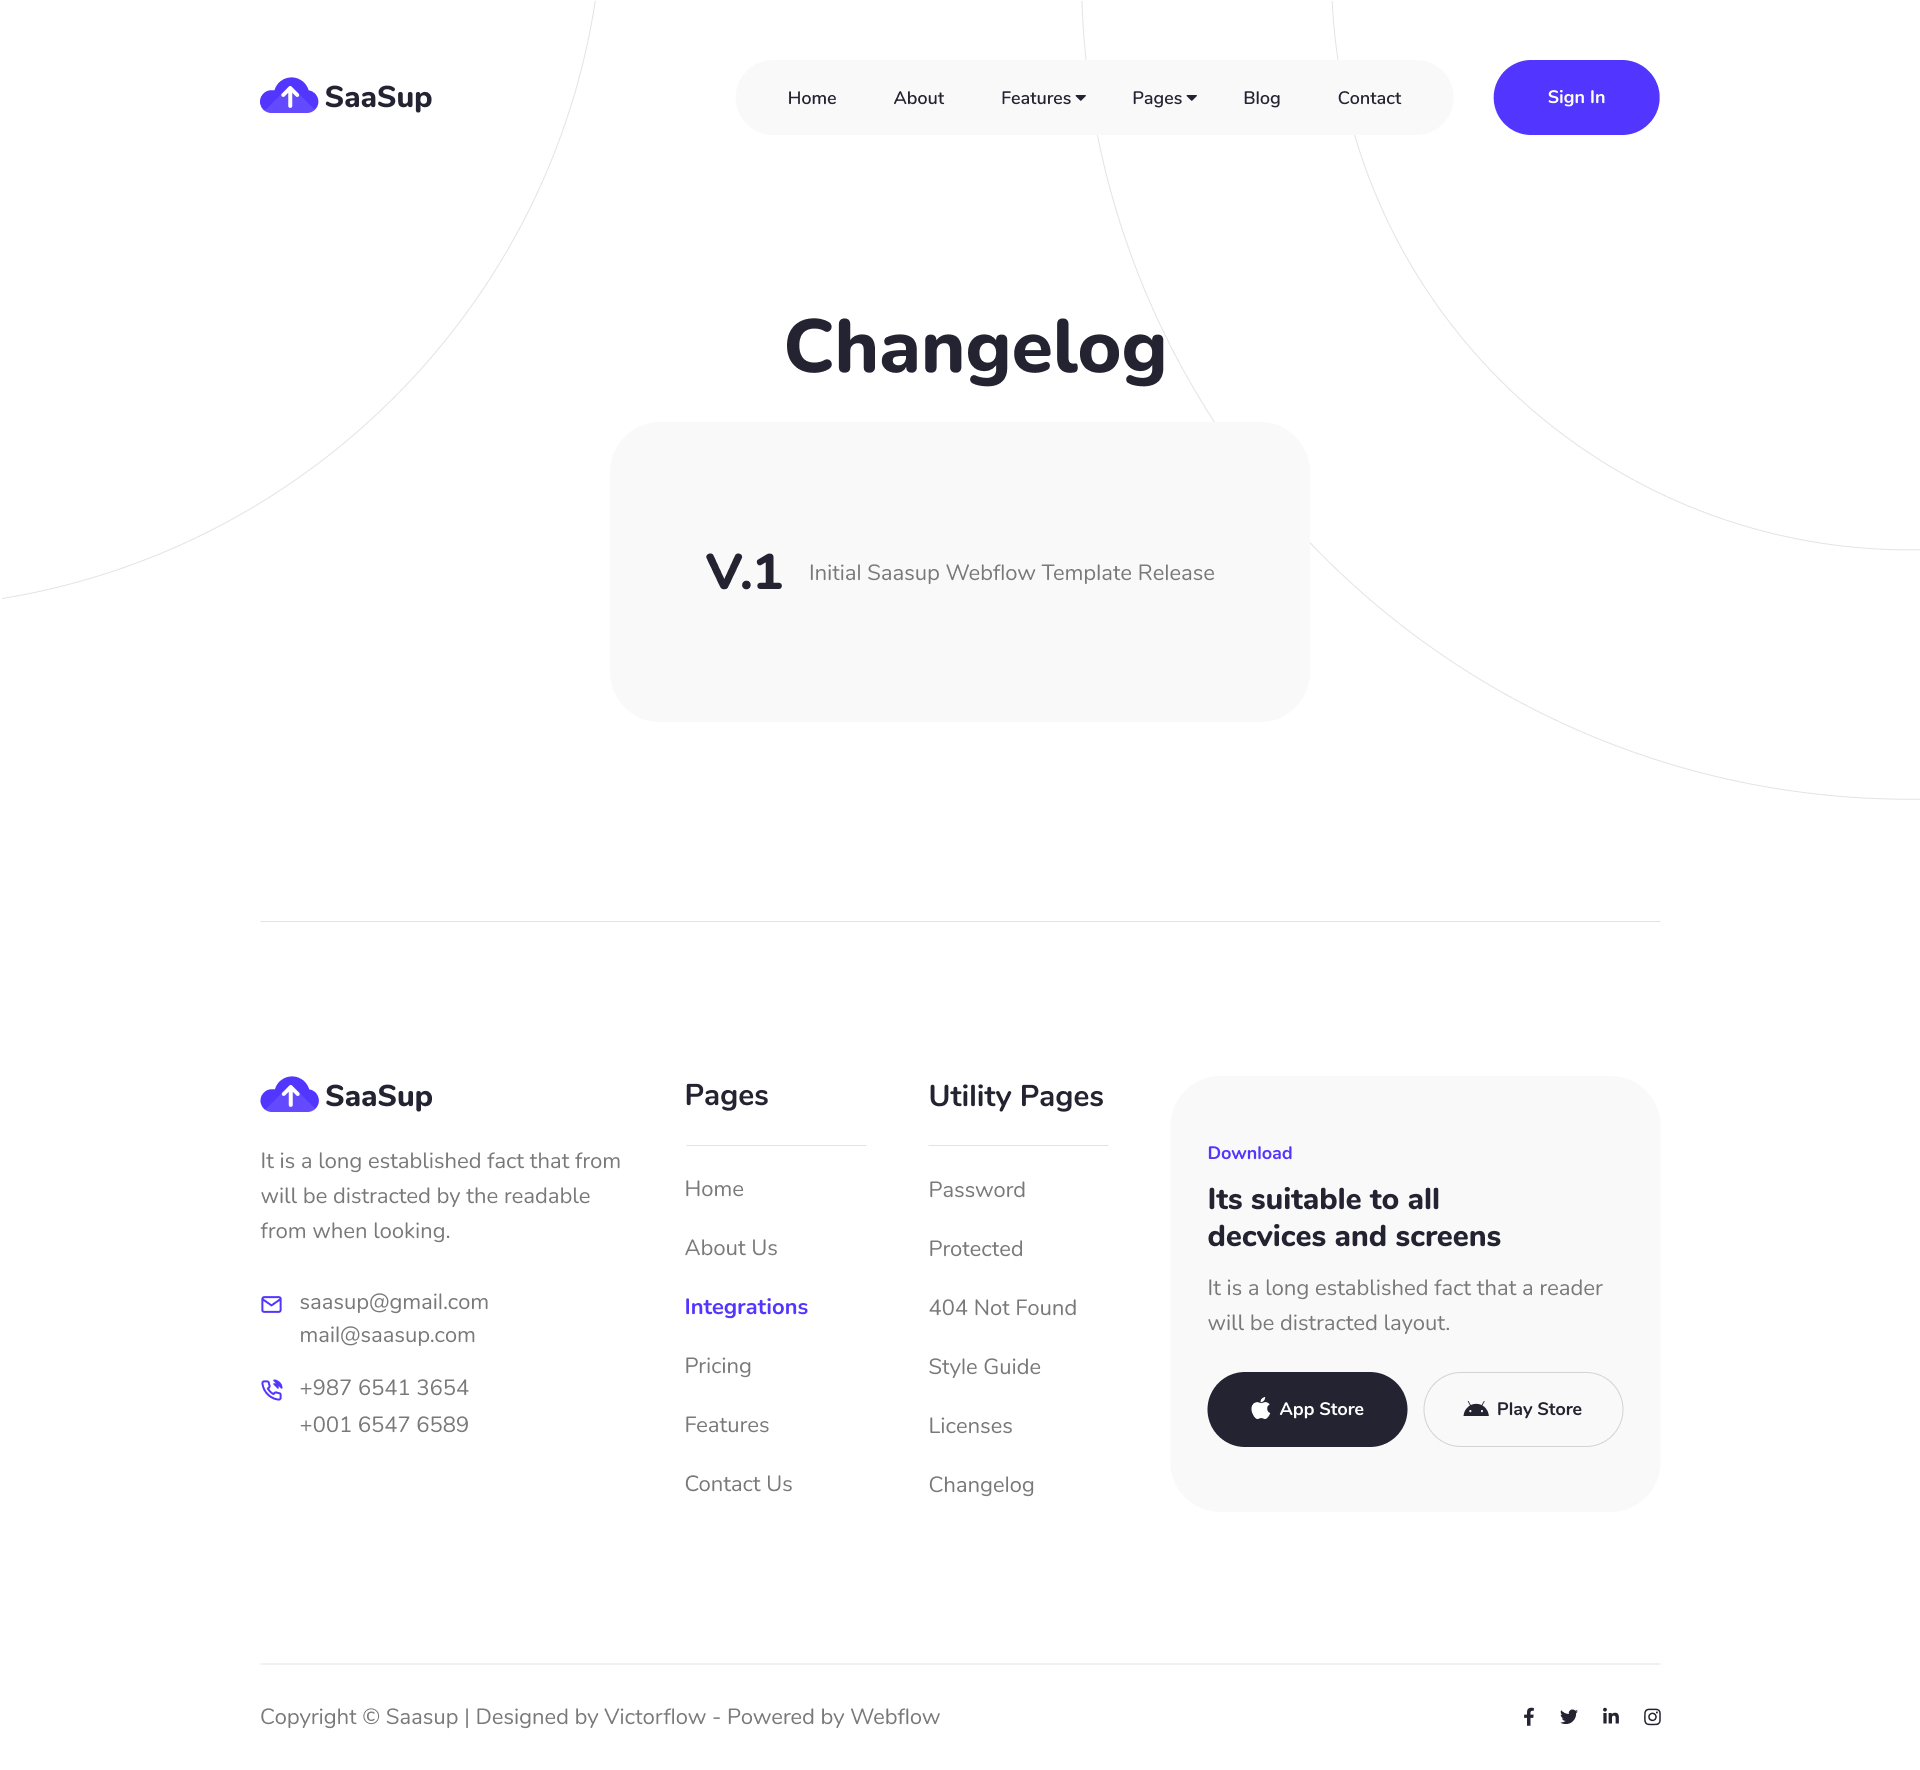 SaaSup
Home About Features Pages Blog Contact
Sign In
Changelog
V.1 Initial Saasup Webflow Template Release
SaaSup
It is a long established fact that from
will be distracted by the readable
from when looking.
saasup@gmail.com
mail@saasup.com
+987 6541 3654
+001 6547 6589
Pages
Home
About Us
Integrations
Pricing
Features
Contact Us
Utility Pages
Password
Protected
404 Not Found
Style Guide
Licenses
Changelog
Download
Its suitable to all
decvices and screens
It is a long established fact that a reader
will be distracted layout.
App Store
Play Store
Copyright © Saasup | Designed by Victorflow - Powered by Webflow